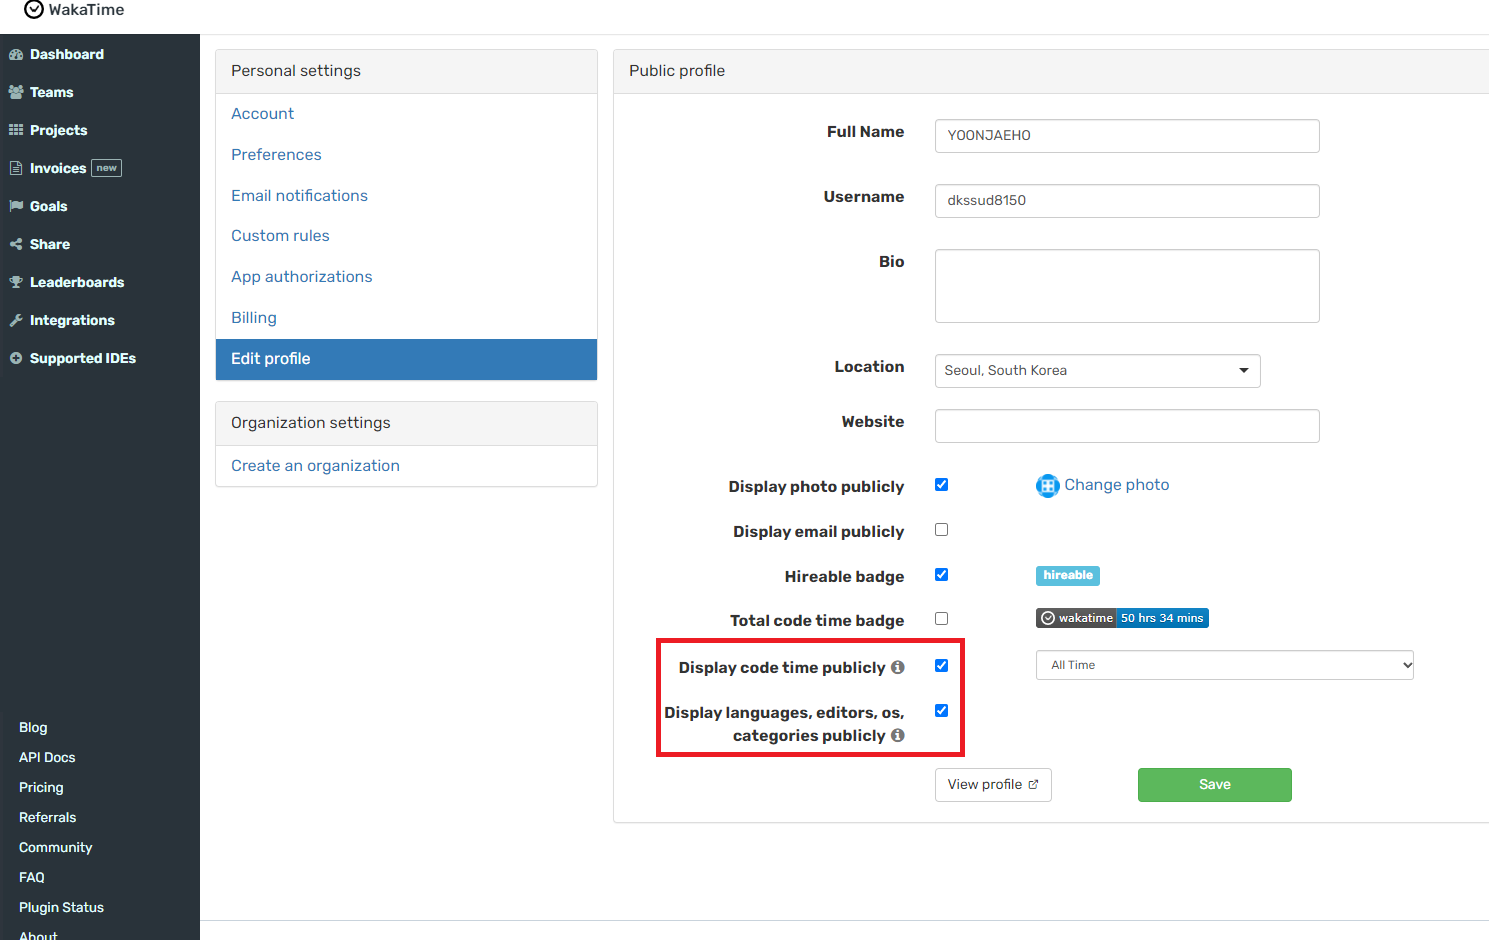 WakaTime
Dashboard
Teams
Projects
Invoices new
Goals
Share
Leaderboards
Integrations
Supported IDEs
Blog
API Docs
Pricing
Referrals
Community
FAQ
Plugin Status
About
Personal settings
Account
Preferences
Email notifications
Custom rules
App authorizations
Billing
Edit profile
Organization settings
Create an organization
Public profile
Full Name YOONJAEHO
Username dkssud8150
Bio
Location Seoul, South Korea
Website
Display photo publicly Change photo
Display email publicly
Hireable badge hireable
Total code time badge wakatime 50 hrs 34 mins
Display code time publicly All Time
Display languages, editors, os,
categories publicly
View profile Save